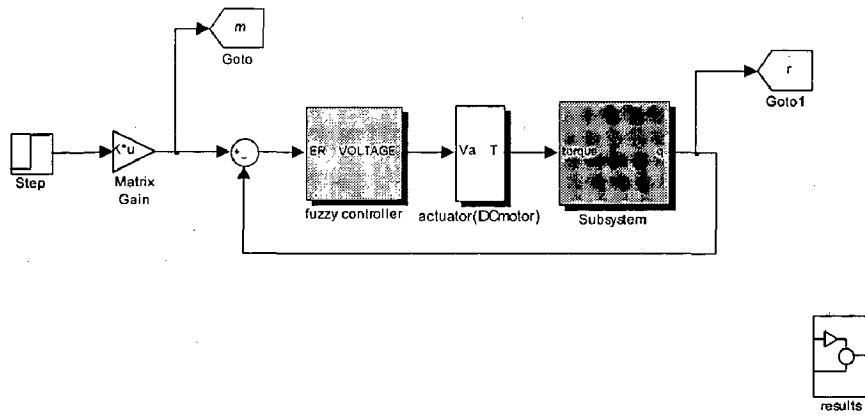 m
Goto
r
Goto1
Step
K*u
Matrix
Gain
+
-
ER VOLTAGE
fuzzy controller
Va T
actuator(DCmotor)
torque q
Subsystem
results